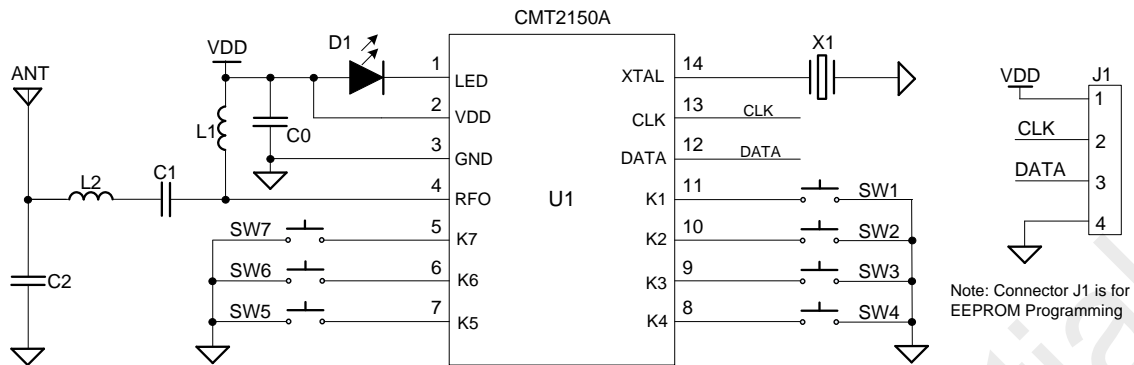 CMT2150A
ANT
VDD
D1
L1
C0
L2
C1
C2
1 LED
2 VDD
3 GND
4 RFO
5 K7
6 K6
7 K5
SW7
SW6
SW5
U1
XTAL 14
CLK 13 CLK
DATA 12 DATA
K1 11 SW1
K2 10 SW2
K3 9 SW3
K4 8 SW4
X1
VDD
J1
1
CLK 2
DATA 3
4
Note: Connector J1 is for
EEPROM Programming